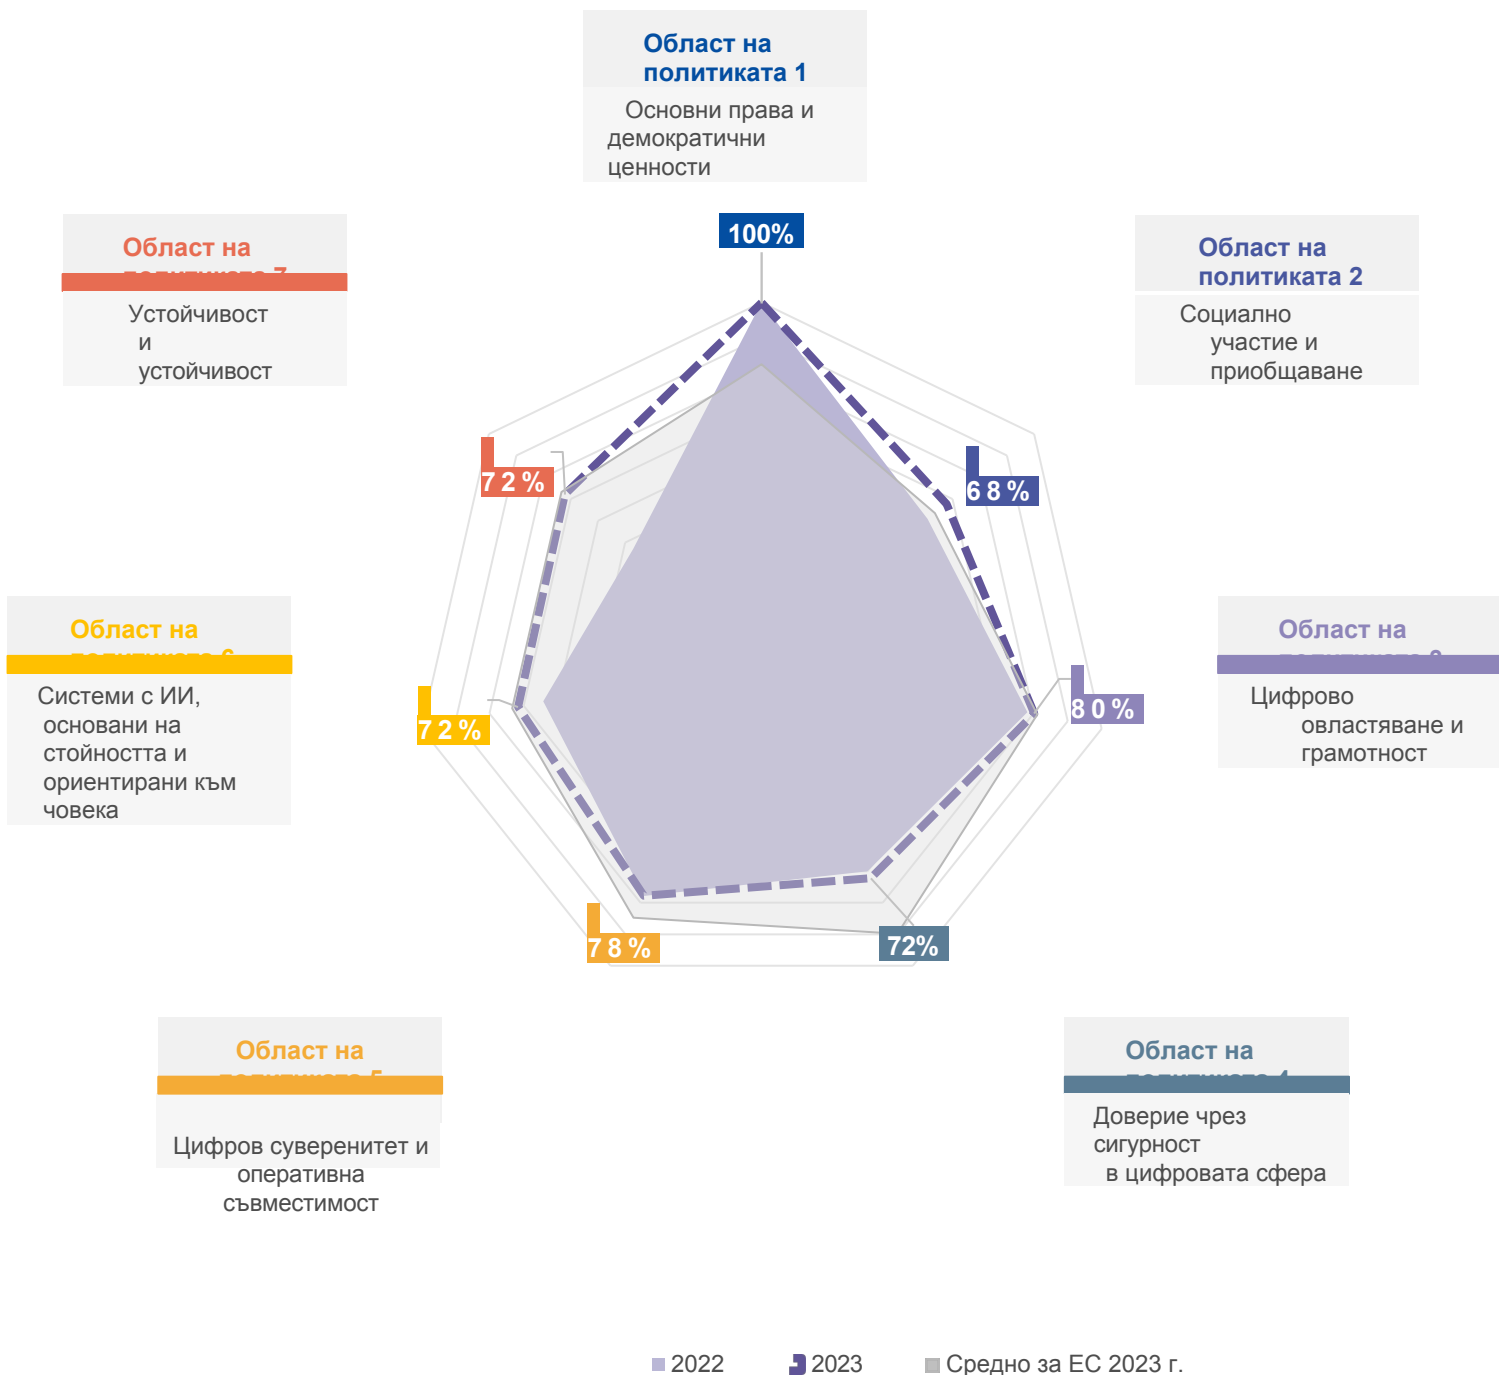 Област на
политиката 1
Основни права и
демократични
ценности
100%
Област на
Устойчивост
и
устойчивост
72%
Област на
политиката 2
Социално
участие и
приобщаване
68%
Област на
Системи с ИИ,
основани на
стойността и
ориентирани към
човека
72%
Област на
Цифрово
овластяване и
грамотност
80%
78%
72%
Област на
Цифров суверенитет и
оперативна
съвместимост
Област на
Доверие чрез
сигурност
в цифровата сфера
2022
2023
Средно за ЕС 2023 г.